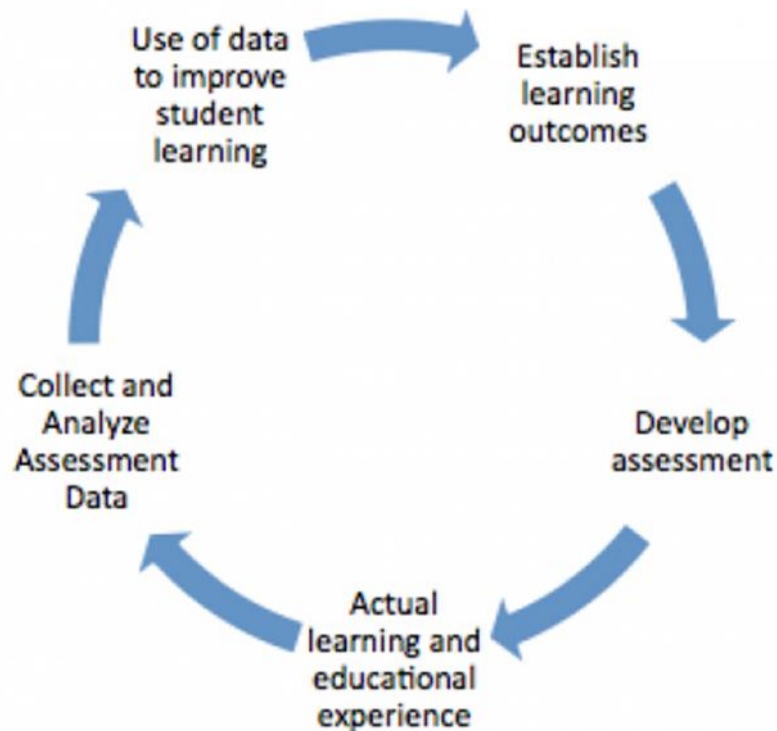 Use of data
to improve
student
learning
Establish
learning
outcomes
Develop
assessment
Actual
learning and
educational
experience
Collect and
Analyze
Assessment
Data